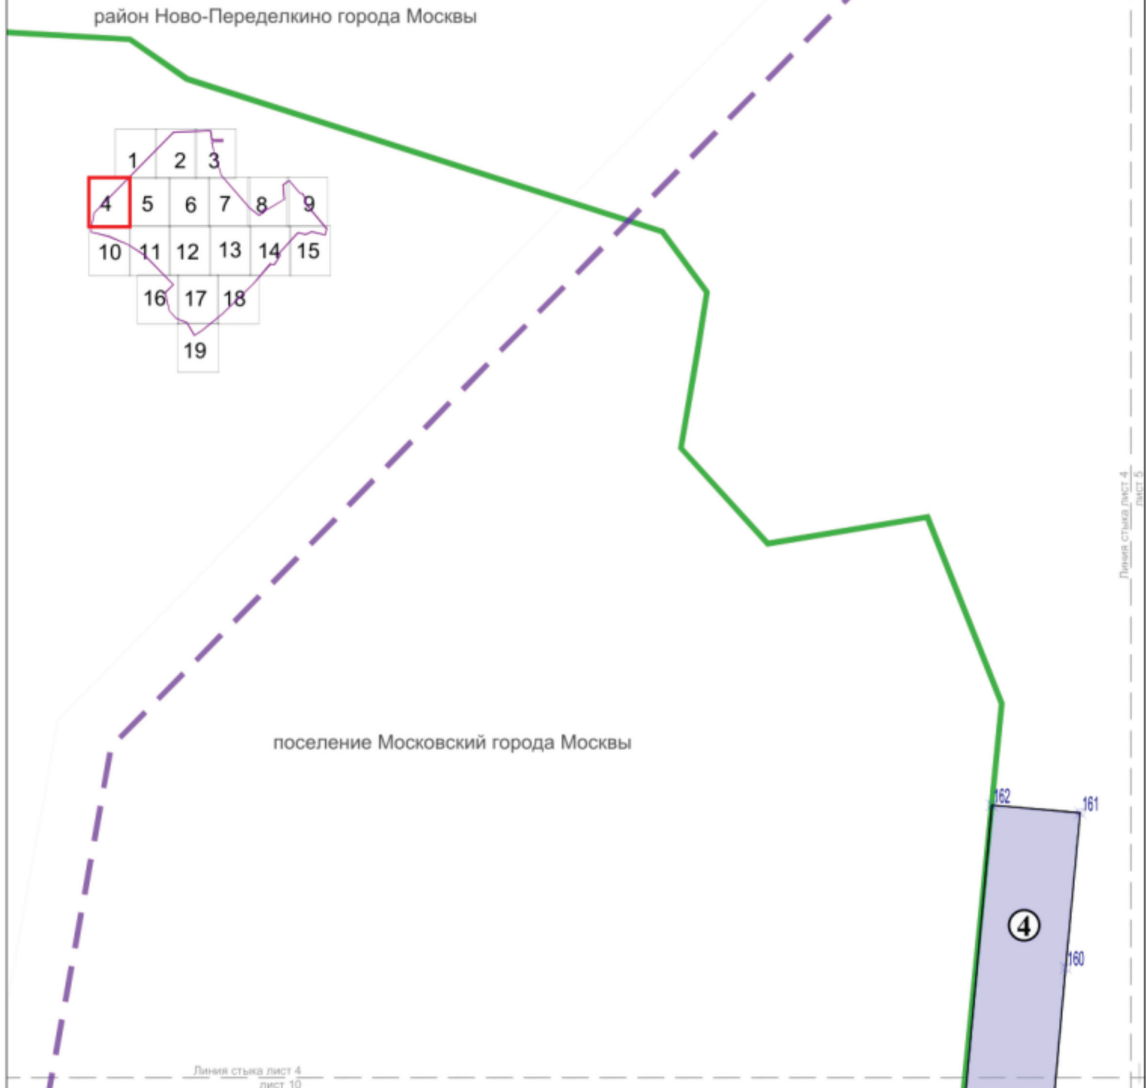 район Ново-Переделкино города Москвы
1 2 3
4 5 6 7 8 9
10 11 12 13 14 15
16 17 18
19
Линия стыка лист 4
лист 5
поселение Московский города Москвы
162
161
4
160
Линия стыка лист 4
лист 10